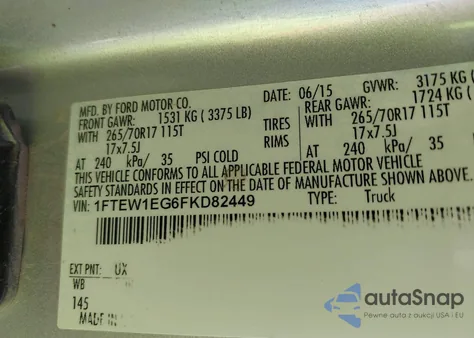 MFD. BY FORD MOTOR CO.
DATE: 06/15 GVWR: 3175 KG (
FRONT GAWR: 1531 KG ( 3375 LB)
REAR GAWR: 1724 KG (
WITH 265/70R17 115T TIRES WITH 265/70R17 115T
17x7.5J RIMS 17x7.5J
AT 240 kPa/ 35 PSI COLD AT 240 kPa/ 35
THIS VEHICLE CONFORMS TO ALL APPLICABLE FEDERAL MOTOR VEHICLE
SAFETY STANDARDS IN EFFECT ON THE DATE OF MANUFACTURE SHOWN ABOVE.
VIN: 1FTEW1EG6FKD82449 TYPE: Truck
EXT PNT: UX
WB
145
MADE IN
autoSnap
Pewne auta z USA i EU